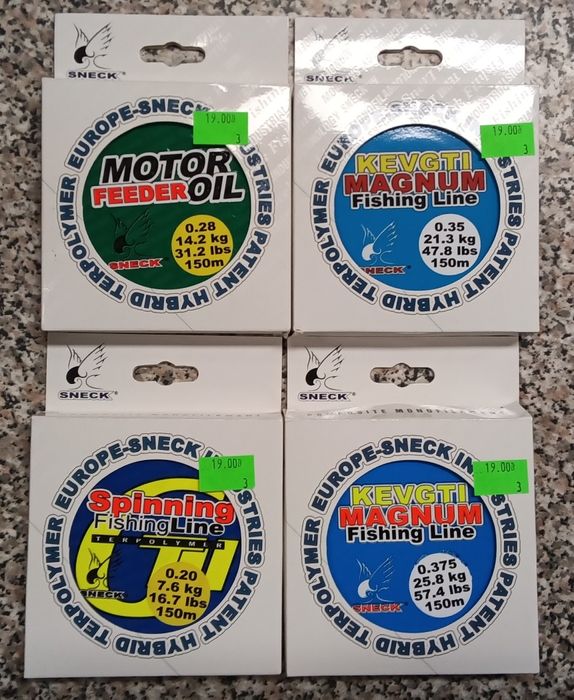 SNECK®
19.00
3
EUROPE-SNECK INDUSTRIES PATENT HYBRID TERPOLYMER
MOTOR
FEEDER OIL
0.28
14.2 kg
31.2 lbs
150m
SNECK
SNECK®
19.00
3
EUROPE-SNECK INDUSTRIES PATENT HYBRID TERPOLYMER
KEVGTI
MAGNUM
Fishing Line
0.35
21.3 kg
47.8 lbs
150m
SNECK
SNECK®
19.00
3
EUROPE-SNECK INDUSTRIES PATENT HYBRID TERPOLYMER
Spinning
Fishing Line
TERPOLYMER
GTI
0.20
7.6 kg
16.7 lbs
150m
SNECK®
19.00
3
EUROPE-SNECK INDUSTRIES PATENT HYBRID TERPOLYMER
KEVGTI
MAGNUM
Fishing Line
0.375
25.8 kg
57.4 lbs
150m
SNECK